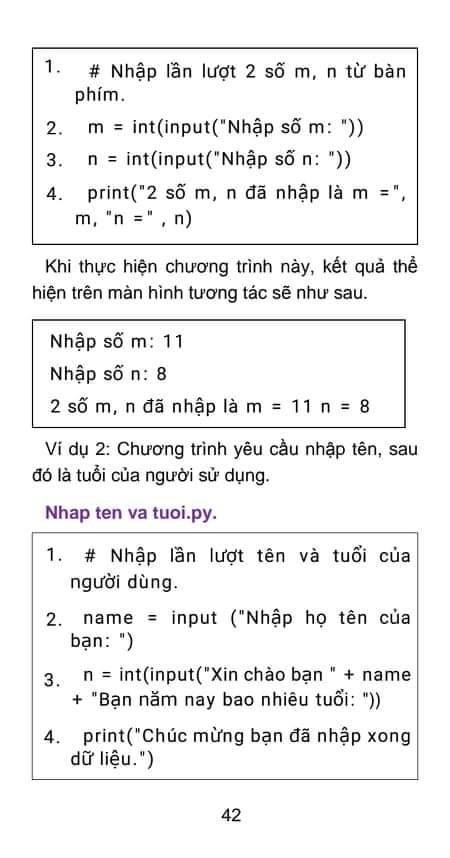 1. # Nhập lần lượt 2 số m, n từ bàn
phím.
2. m = int(input("Nhập số m: "))
3. n = int(input("Nhập số n: "))
4. print("2 số m, n đã nhập là m =",
m, "n =" , n)
Khi thực hiện chương trình này, kết quả thể
hiện trên màn hình tương tác sẽ như sau.
Nhập số m: 11
Nhập số n: 8
2 số m, n đã nhập là m = 11 n = 8
Ví dụ 2: Chương trình yêu cầu nhập tên, sau
đó là tuổi của người sử dụng.
Nhap ten va tuoi.py.
1. # Nhập lần lượt tên và tuổi của
người dùng.
2. name = input ("Nhập họ tên của
bạn: ")
3. n = int(input("Xin chào bạn " + name
+ "Bạn năm nay bao nhiêu tuổi: "))
4. print("Chúc mừng bạn đã nhập xong
dữ liệu.")
42